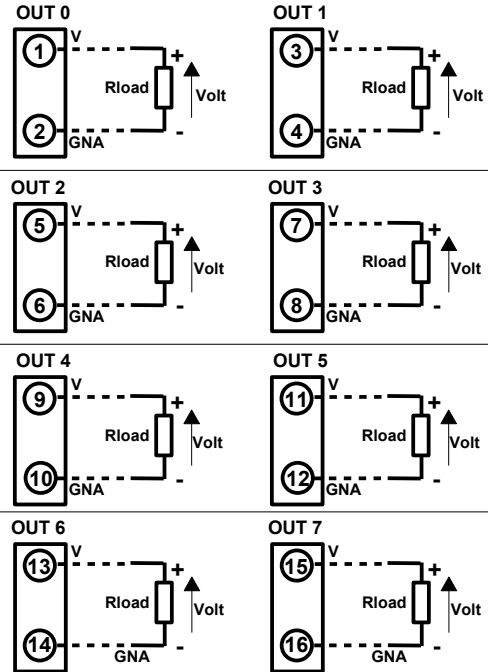 OUT 0 OUT 1
V V
1 + 3 +
Rload Volt Rload Volt
2 - 4 -
GNA GNA
OUT 2 OUT 3
V V
5 + 7 +
Rload Volt Rload Volt
6 - 8 -
GNA GNA
OUT 4 OUT 5
V V
9 + 11 +
Rload Volt Rload Volt
10 - 12 -
GNA GNA
OUT 6 OUT 7
V V
13 + 15 +
Rload Volt Rload Volt
14 - 16 -
GNA GNA